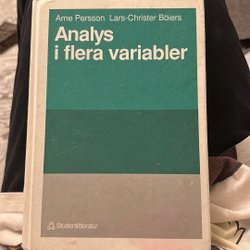 Arne Persson Lars-Christer Böiers
Analys
i flera variabler
Studentlitteratur